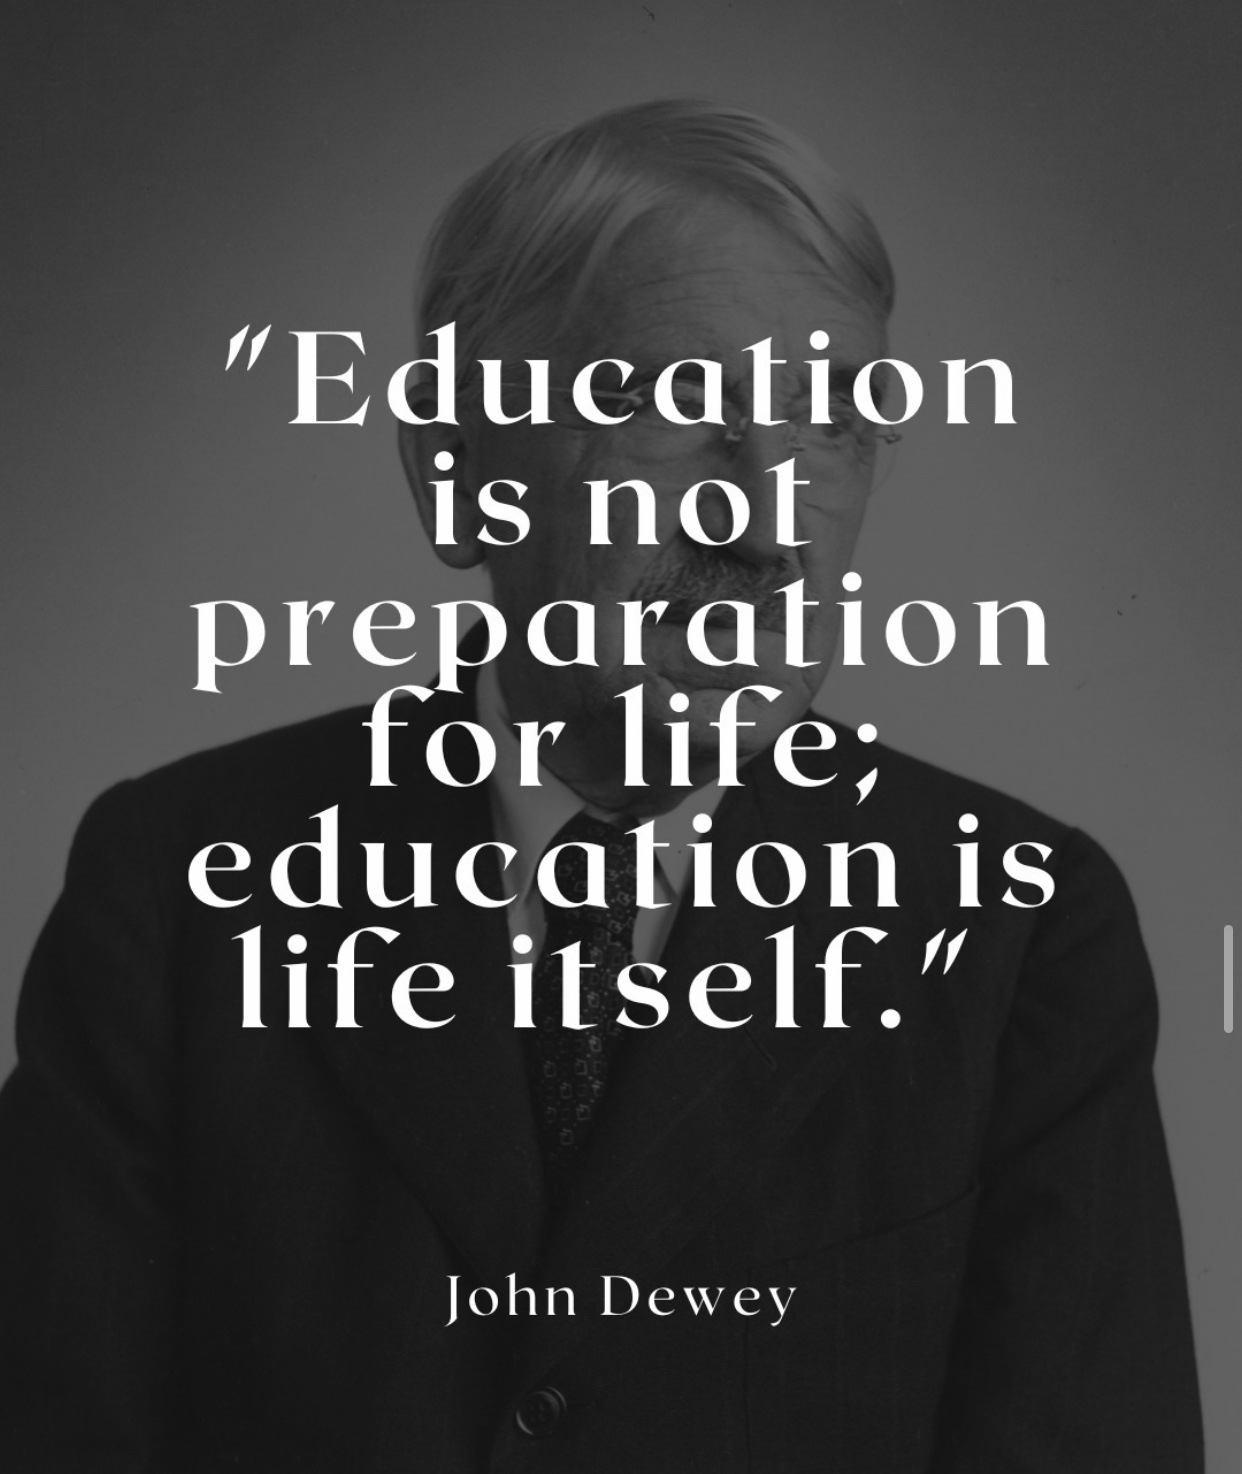 "Education
is not
preparation
for life;
education is
life itself."
John Dewey